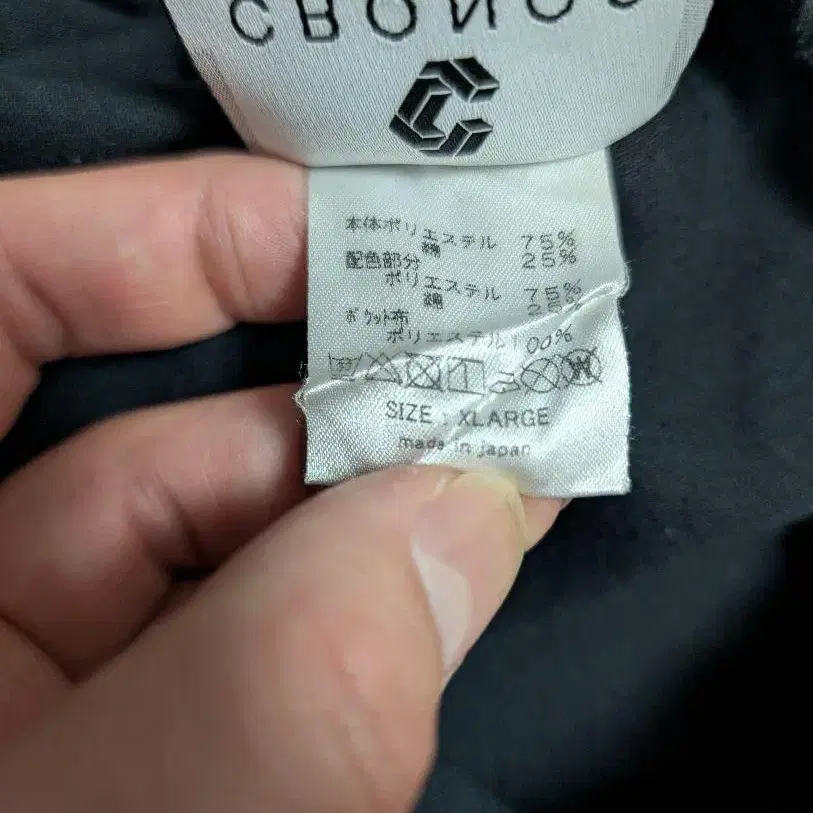 CRONOS
本体ポリエステル 75%
綿 25%
配色部分
ポリエステル 75%
綿 25%
ポケット布
ポリエステル100%
SIZE : XLARGE
made in japan